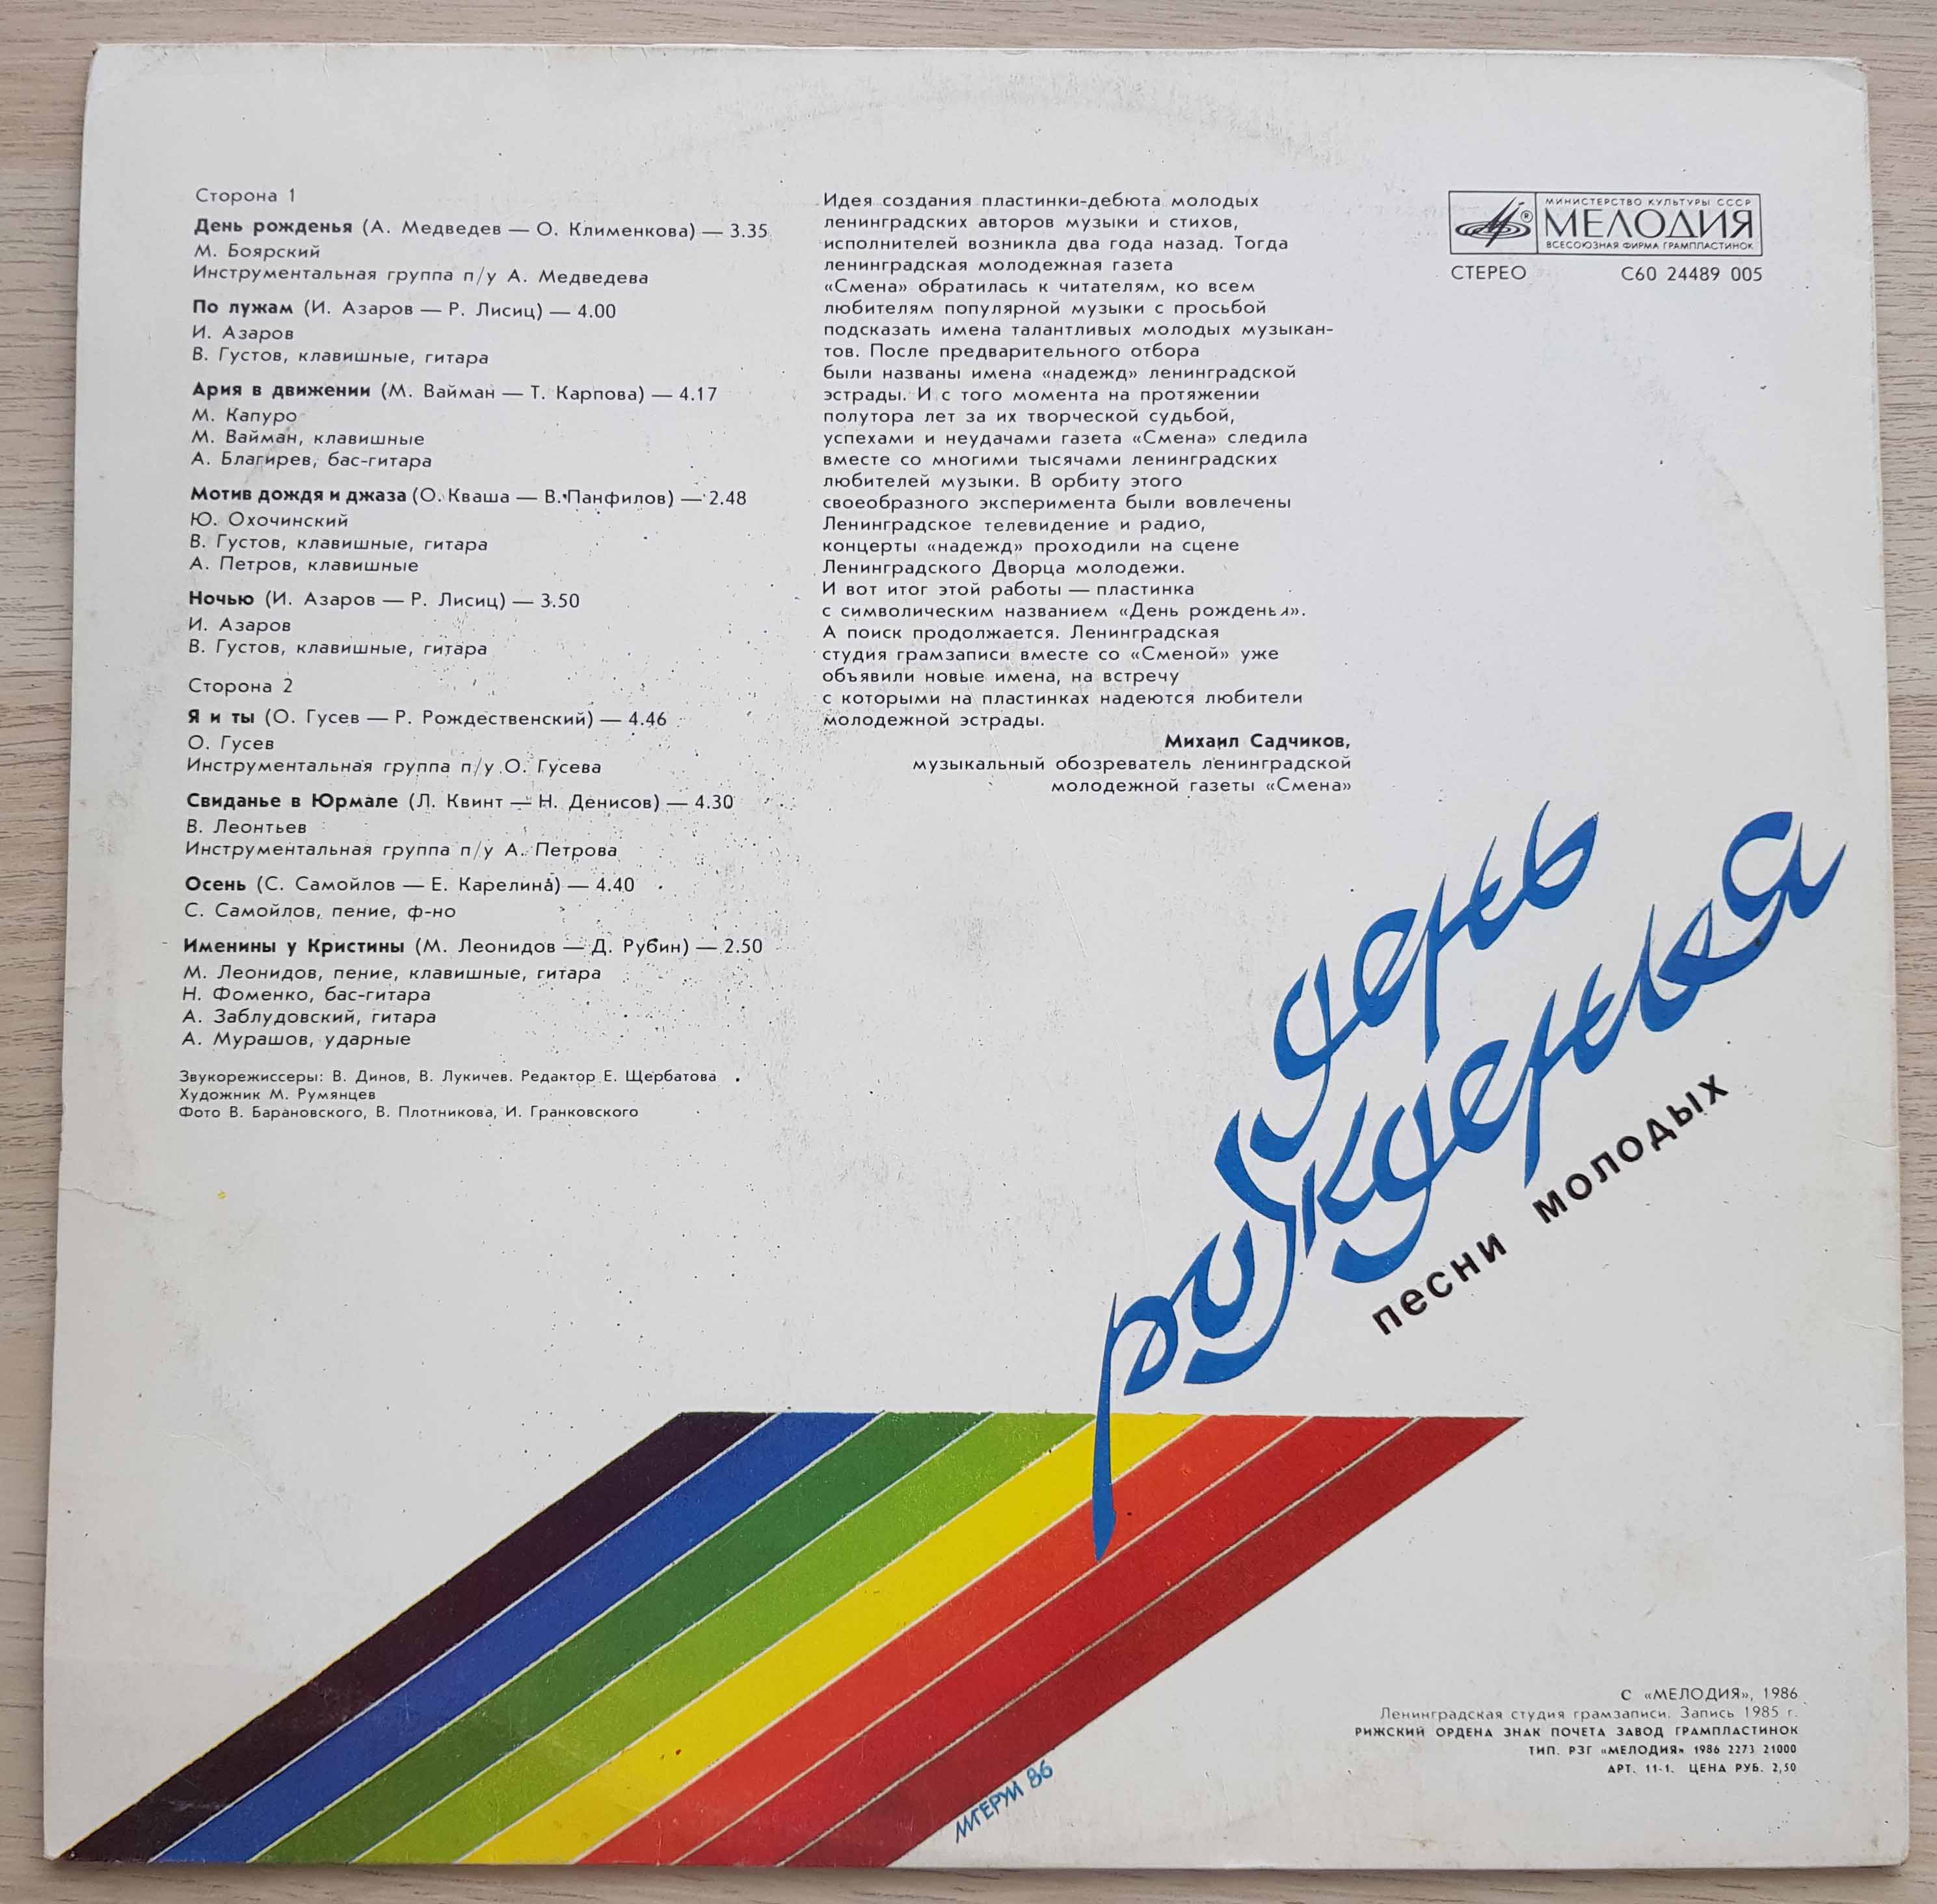 Сторона 1
День рожденья (А. Медведев — О. Клименкова) — 3.35
М. Боярский
Инструментальная группа п/у А. Медведева
По лужам (И. Азаров — Р. Лисиц) — 4.00
И. Азаров
В. Густов, клавишные, гитара
Ария в движении (М. Вайман — Т. Карпова) — 4.17
М. Капуро
М. Вайман, клавишные
А. Благирев, бас-гитара
Мотив дождя и джаза (О. Кваша — В. Панфилов) — 2.48
Ю. Охочинский
В. Густов, клавишные, гитара
А. Петров, клавишные
Ночью (И. Азаров — Р. Лисиц) — 3.50
И. Азаров
В. Густов, клавишные, гитара
Сторона 2
Я и ты (О. Гусев — Р. Рождественский) — 4.46
О. Гусев
Инструментальная группа п/у О. Гусева
Свиданье в Юрмале (Л. Квинт — Н. Денисов) — 4.30
В. Леонтьев
Инструментальная группа п/у А. Петрова
Осень (С. Самойлов — Е. Карелина) — 4.40
С. Самойлов, пение, ф-но
Именины у Кристины (М. Леонидов — Д. Рубин) — 2.50
М. Леонидов, пение, клавишные, гитара
Н. Фоменко, бас-гитара
А. Заблудовский, гитара
А. Мурашов, ударные
Звукорежиссеры: В. Динов, В. Лукичев. Редактор Е. Щербатова
Художник М. Румянцев
Фото В. Барановского, В. Плотникова, И. Гранковского
Идея создания пластинки-дебюта молодых
ленинградских авторов музыки и стихов,
исполнителей возникла два года назад. Тогда
ленинградская молодежная газета
«Смена» обратилась к читателям, ко всем
любителям популярной музыки с просьбой
подсказать имена талантливых молодых музыкан-
тов. После предварительного отбора
были названы имена «надежд» ленинградской
эстрады. И с того момента на протяжении
полутора лет за их творческой судьбой,
успехами и неудачами газета «Смена» следила
вместе со многими тысячами ленинградских
любителей музыки. В орбиту этого
своеобразного эксперимента были вовлечены
Ленинградское телевидение и радио,
концерты «надежд» проходили на сцене
Ленинградского Дворца молодежи.
И вот итог этой работы — пластинка
с символическим названием «День рожденья».
А поиск продолжается. Ленинградская
студия грамзаписи вместе со «Сменой» уже
объявили новые имена, на встречу
с которыми на пластинках надеются любители
молодежной эстрады.
Михаил Садчиков,
музыкальный обозреватель ленинградской
молодежной газеты «Смена»
МИНИСТЕРСТВО КУЛЬТУРЫ СССР
МЕЛОДИЯ
ВСЕСОЮЗНАЯ ФИРМА ГРАМПЛАСТИНОК
СТЕРЕО С60 24489 005
день
рожденья
песни молодых
С «МЕЛОДИЯ», 1986
Ленинградская студия грамзаписи. Запись 1985 г.
РИЖСКИЙ ОРДЕНА ЗНАК ПОЧЕТА ЗАВОД ГРАМПЛАСТИНОК
ТИП. РЗГ «МЕЛОДИЯ» 1986 2273 21000
АРТ. 11-1. ЦЕНА РУБ. 2,50
86